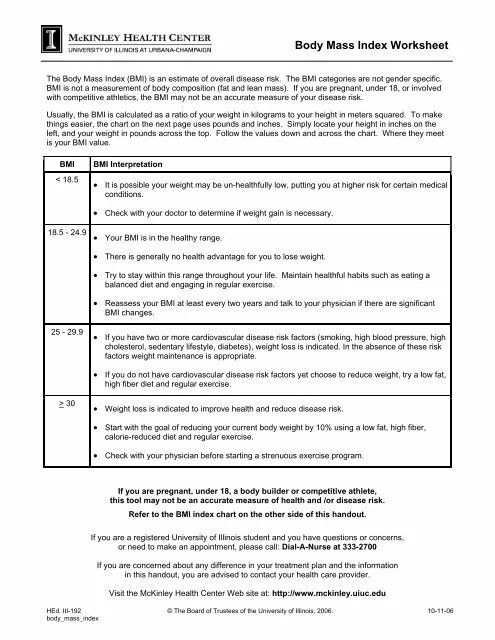 I
McKINLEY HEALTH CENTER
UNIVERSITY OF ILLINOIS AT URBANA-CHAMPAIGN
Body Mass Index Worksheet
The Body Mass Index (BMI) is an estimate of overall disease risk. The BMI categories are not gender specific.
BMI is not a measurement of body composition (fat and lean mass). If you are pregnant, under 18, or involved
with competitive athletics, the BMI may not be an accurate measure of your disease risk.
Usually, the BMI is calculated as a ratio of your weight in kilograms to your height in meters squared. To make
things easier, the chart on the next page uses pounds and inches. Simply locate your height in inches on the
left, and your weight in pounds across the top. Follow the values down and across the chart. Where they meet
is your BMI value.
BMI BMI Interpretation
< 18.5
• It is possible your weight may be un-healthfully low, putting you at higher risk for certain medical
conditions.
• Check with your doctor to determine if weight gain is necessary.
18.5 - 24.9
• Your BMI is in the healthy range.
• There is generally no health advantage for you to lose weight.
• Try to stay within this range throughout your life. Maintain healthful habits such as eating a
balanced diet and engaging in regular exercise.
• Reassess your BMI at least every two years and talk to your physician if there are significant
BMI changes.
25 - 29.9
• If you have two or more cardiovascular disease risk factors (smoking, high blood pressure, high
cholesterol, sedentary lifestyle, diabetes), weight loss is indicated. In the absence of these risk
factors weight maintenance is appropriate.
• If you do not have cardiovascular disease risk factors yet choose to reduce weight, try a low fat,
high fiber diet and regular exercise.
> 30
• Weight loss is indicated to improve health and reduce disease risk.
• Start with the goal of reducing your current body weight by 10% using a low fat, high fiber,
calorie-reduced diet and regular exercise.
• Check with your physician before starting a strenuous exercise program.
If you are pregnant, under 18, a body builder or competitive athlete,
this tool may not be an accurate measure of health and /or disease risk.
Refer to the BMI index chart on the other side of this handout.
If you are a registered University of Illinois student and you have questions or concerns,
or need to make an appointment, please call: Dial-A-Nurse at 333-2700
If you are concerned about any difference in your treatment plan and the information
in this handout, you are advised to contact your health care provider.
Visit the McKinley Health Center Web site at: http://www.mckinley.uiuc.edu
HEd. III-192 © The Board of Trustees of the University of Illinois, 2006. 10-11-06
body_mass_index